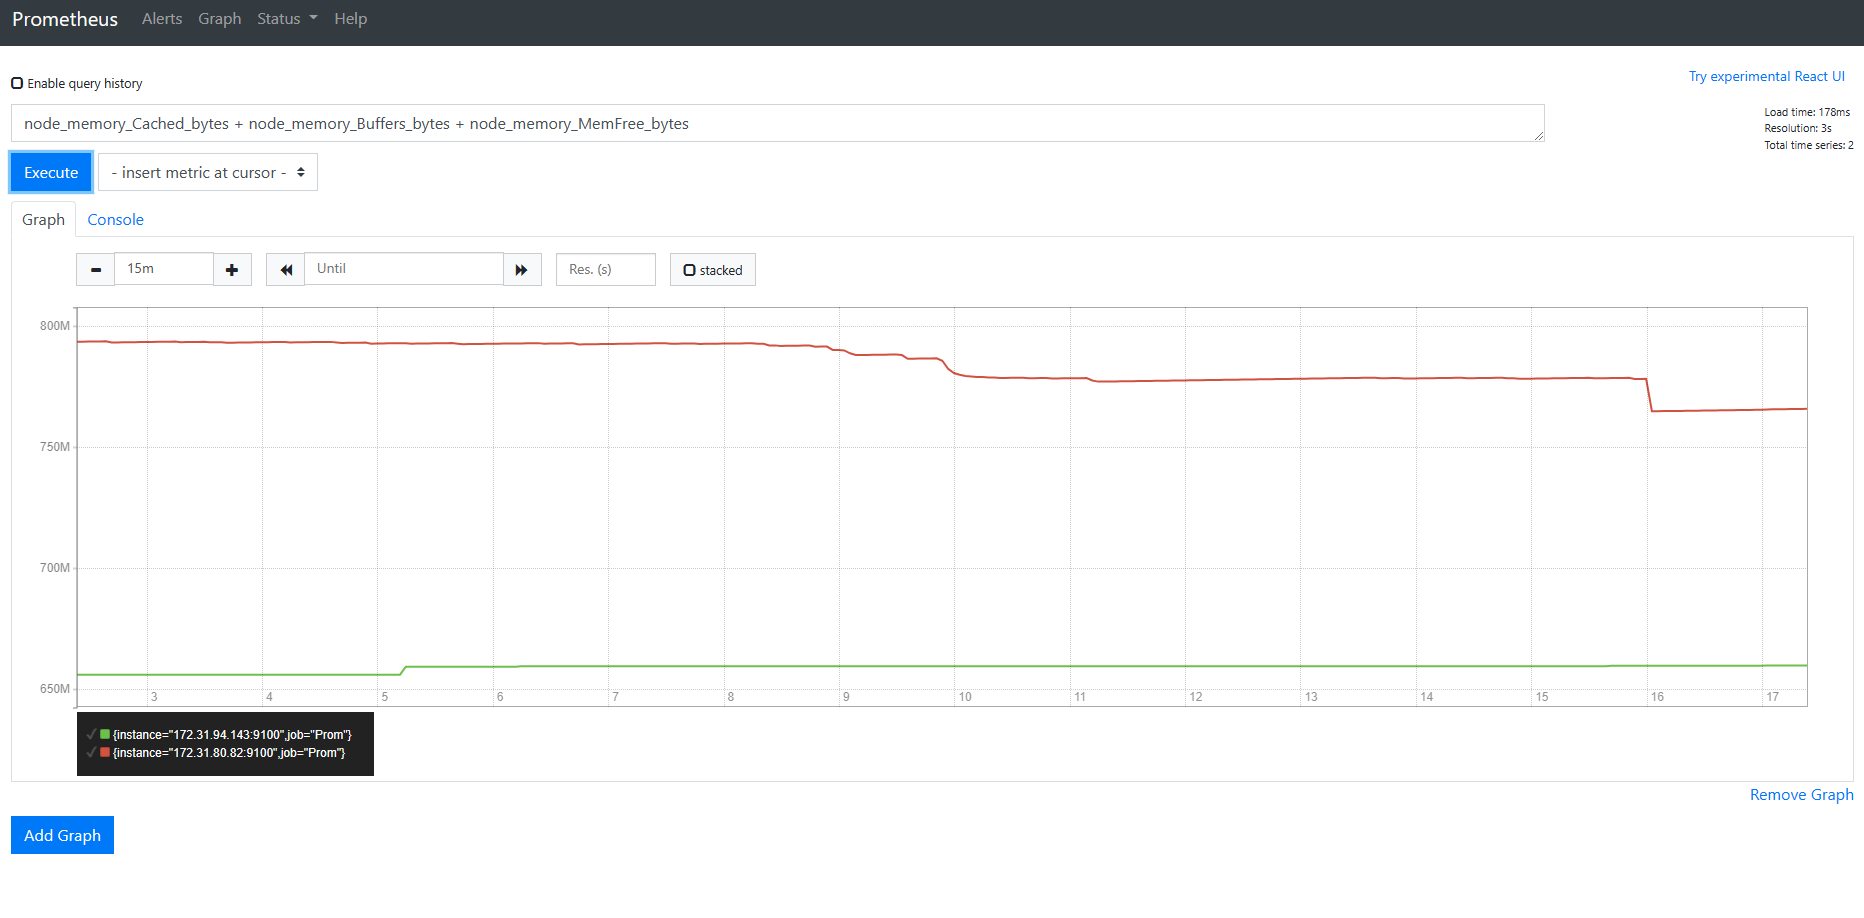 Prometheus Alerts Graph Status Help
Enable query history
Try experimental React UI
node_memory_Cached_bytes + node_memory_Buffers_bytes + node_memory_MemFree_bytes
Load time: 178ms
Resolution: 3s
Total time series: 2
Execute - insert metric at cursor -
Graph Console
15m Until Res. (s) stacked
800M
750M
700M
650M
3 4 5 6 7 8 9 10 11 12 13 14 15 16 17
{instance="172.31.94.143:9100",job="Prom"}
{instance="172.31.80.82:9100",job="Prom"}
Remove Graph
Add Graph